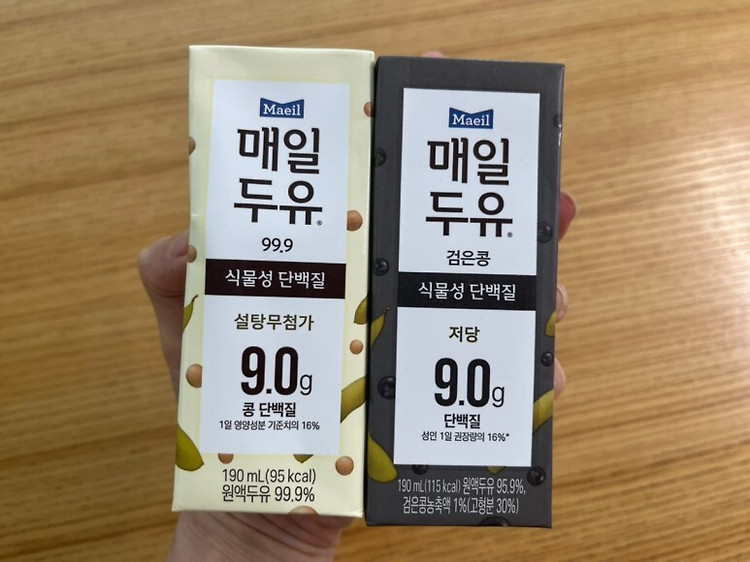 Maeil
매일
두유®
99.9
식물성 단백질
설탕무첨가
9.0g
콩 단백질
1일 영양성분 기준치의 16%
190 mL(95 kcal)
원액두유 99.9%
Maeil
매일
두유®
검은콩
식물성 단백질
저당
9.0g
단백질
성인 1일 권장량의 16%*
190 mL(115 kcal) 원액두유 95.9%,
검은콩농축액 1%(고형분 30%)